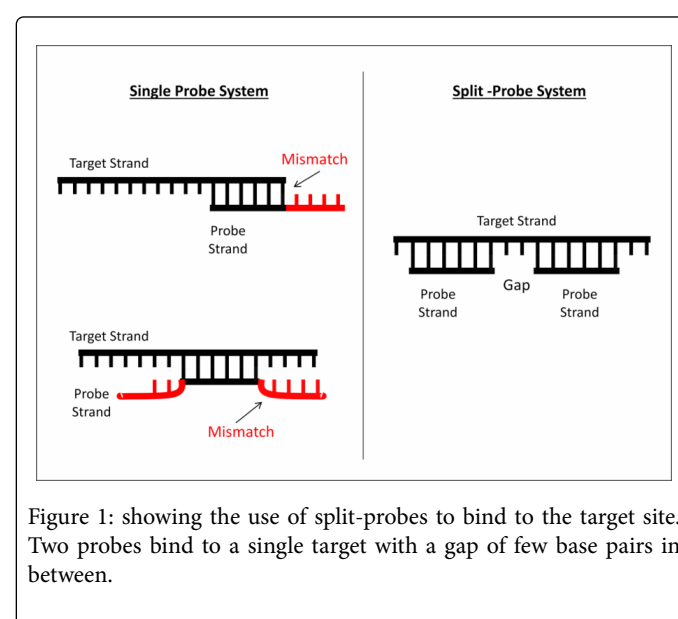 Single Probe System
Target Strand
Mismatch
Probe
Strand
Target Strand
Probe
Strand
Mismatch
Split -Probe System
Target Strand
Gap
Probe
Strand
Probe
Strand
Figure 1: showing the use of split-probes to bind to the target site.
Two probes bind to a single target with a gap of few base pairs in
between.